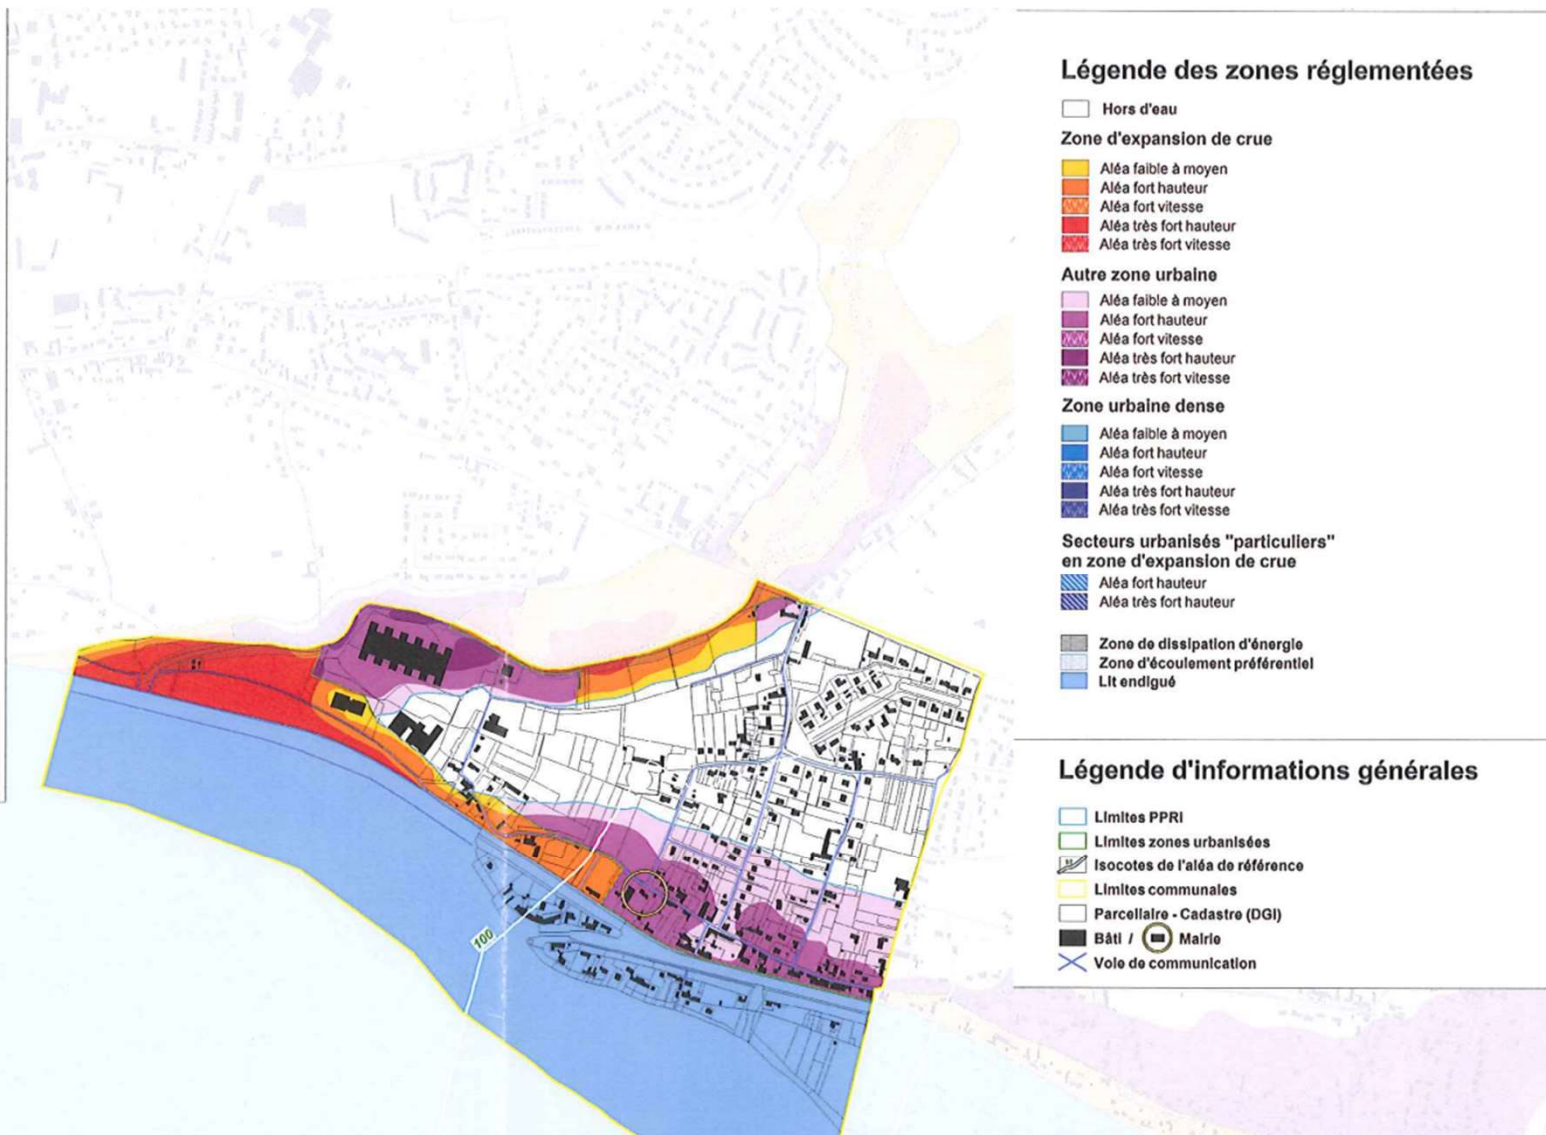 Légende des zones réglementées
Hors d'eau
Zone d'expansion de crue
Aléa faible à moyen
Aléa fort hauteur
Aléa fort vitesse
Aléa très fort hauteur
Aléa très fort vitesse
Autre zone urbaine
Aléa faible à moyen
Aléa fort hauteur
Aléa fort vitesse
Aléa très fort hauteur
Aléa très fort vitesse
Zone urbaine dense
Aléa faible à moyen
Aléa fort hauteur
Aléa fort vitesse
Aléa très fort hauteur
Aléa très fort vitesse
Secteurs urbanisés "particuliers"
en zone d'expansion de crue
Aléa fort hauteur
Aléa très fort hauteur
Zone de dissipation d'énergie
Zone d'écoulement préférentiel
Lit endigué
Légende d'informations générales
Limites PPRI
Limites zones urbanisées
Isocotes de l'aléa de référence
Limites communales
Parcellaire - Cadastre (DGI)
Bâti / Mairie
Voie de communication
100